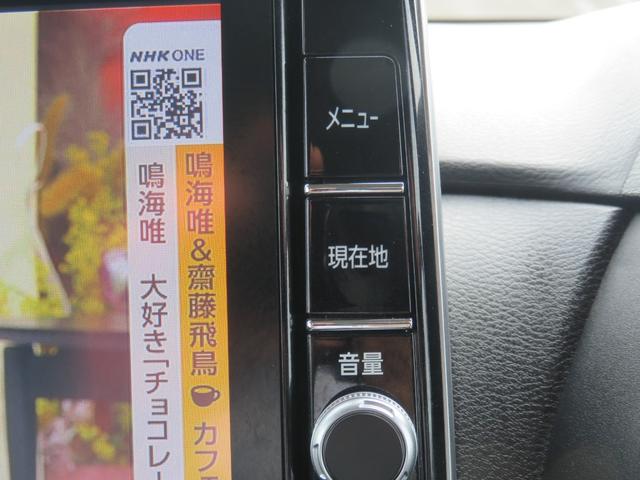 NHK ONE
鳴海唯&齋藤飛鳥 カフェ
鳴海唯 大好き「チョコレー
メニュー
現在地
音量